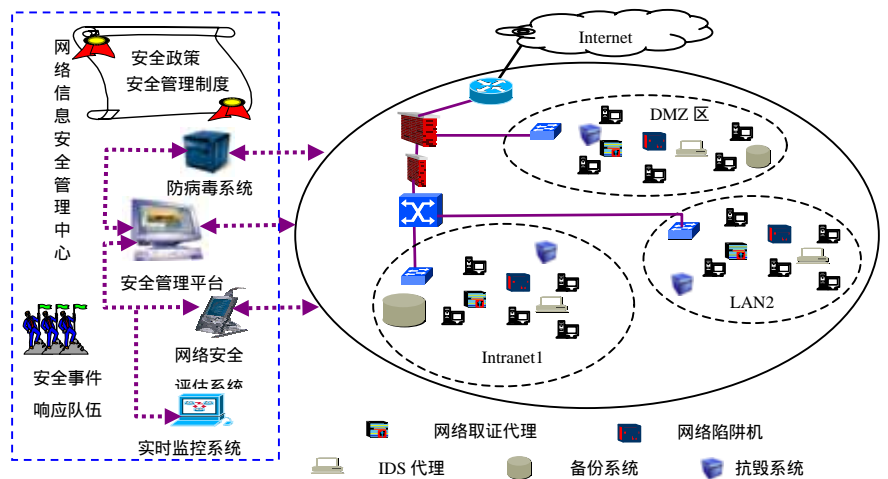 网络信息安全管理中心
安全政策
安全管理制度
防病毒系统
安全管理平台
网络安全
评估系统
安全事件
响应队伍
实时监控系统
Internet
DMZ 区
LAN2
Intranet1
网络取证代理
网络陷阱机
IDS 代理
备份系统
抗毁系统